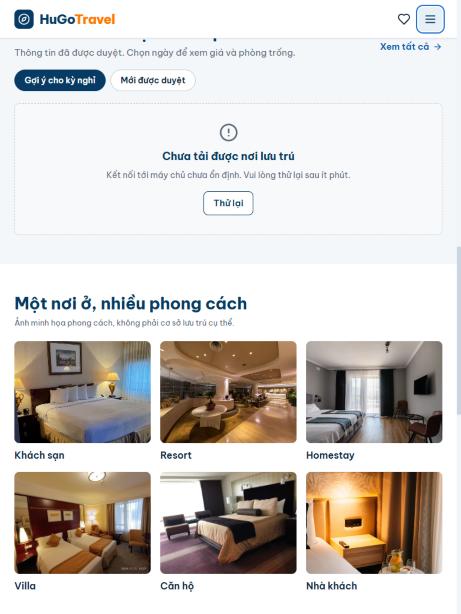 HuGoTravel
Thông tin đã được duyệt. Chọn ngày để xem giá và phòng trống.
Xem tất cả →
Gợi ý cho kỳ nghỉ
Mới được duyệt
Chưa tải được nơi lưu trú
Kết nối tới máy chủ chưa ổn định. Vui lòng thử lại sau ít phút.
Thử lại
Một nơi ở, nhiều phong cách
Ảnh minh họa phong cách, không phải cơ sở lưu trú cụ thể.
Khách sạn
Resort
Homestay
Villa
Căn hộ
Nhà khách